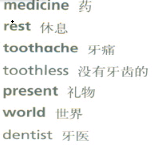 medicine 药
rest 休息
toothache 牙痛
toothless 没有牙齿的
present 礼物
world 世界
dentist 牙医